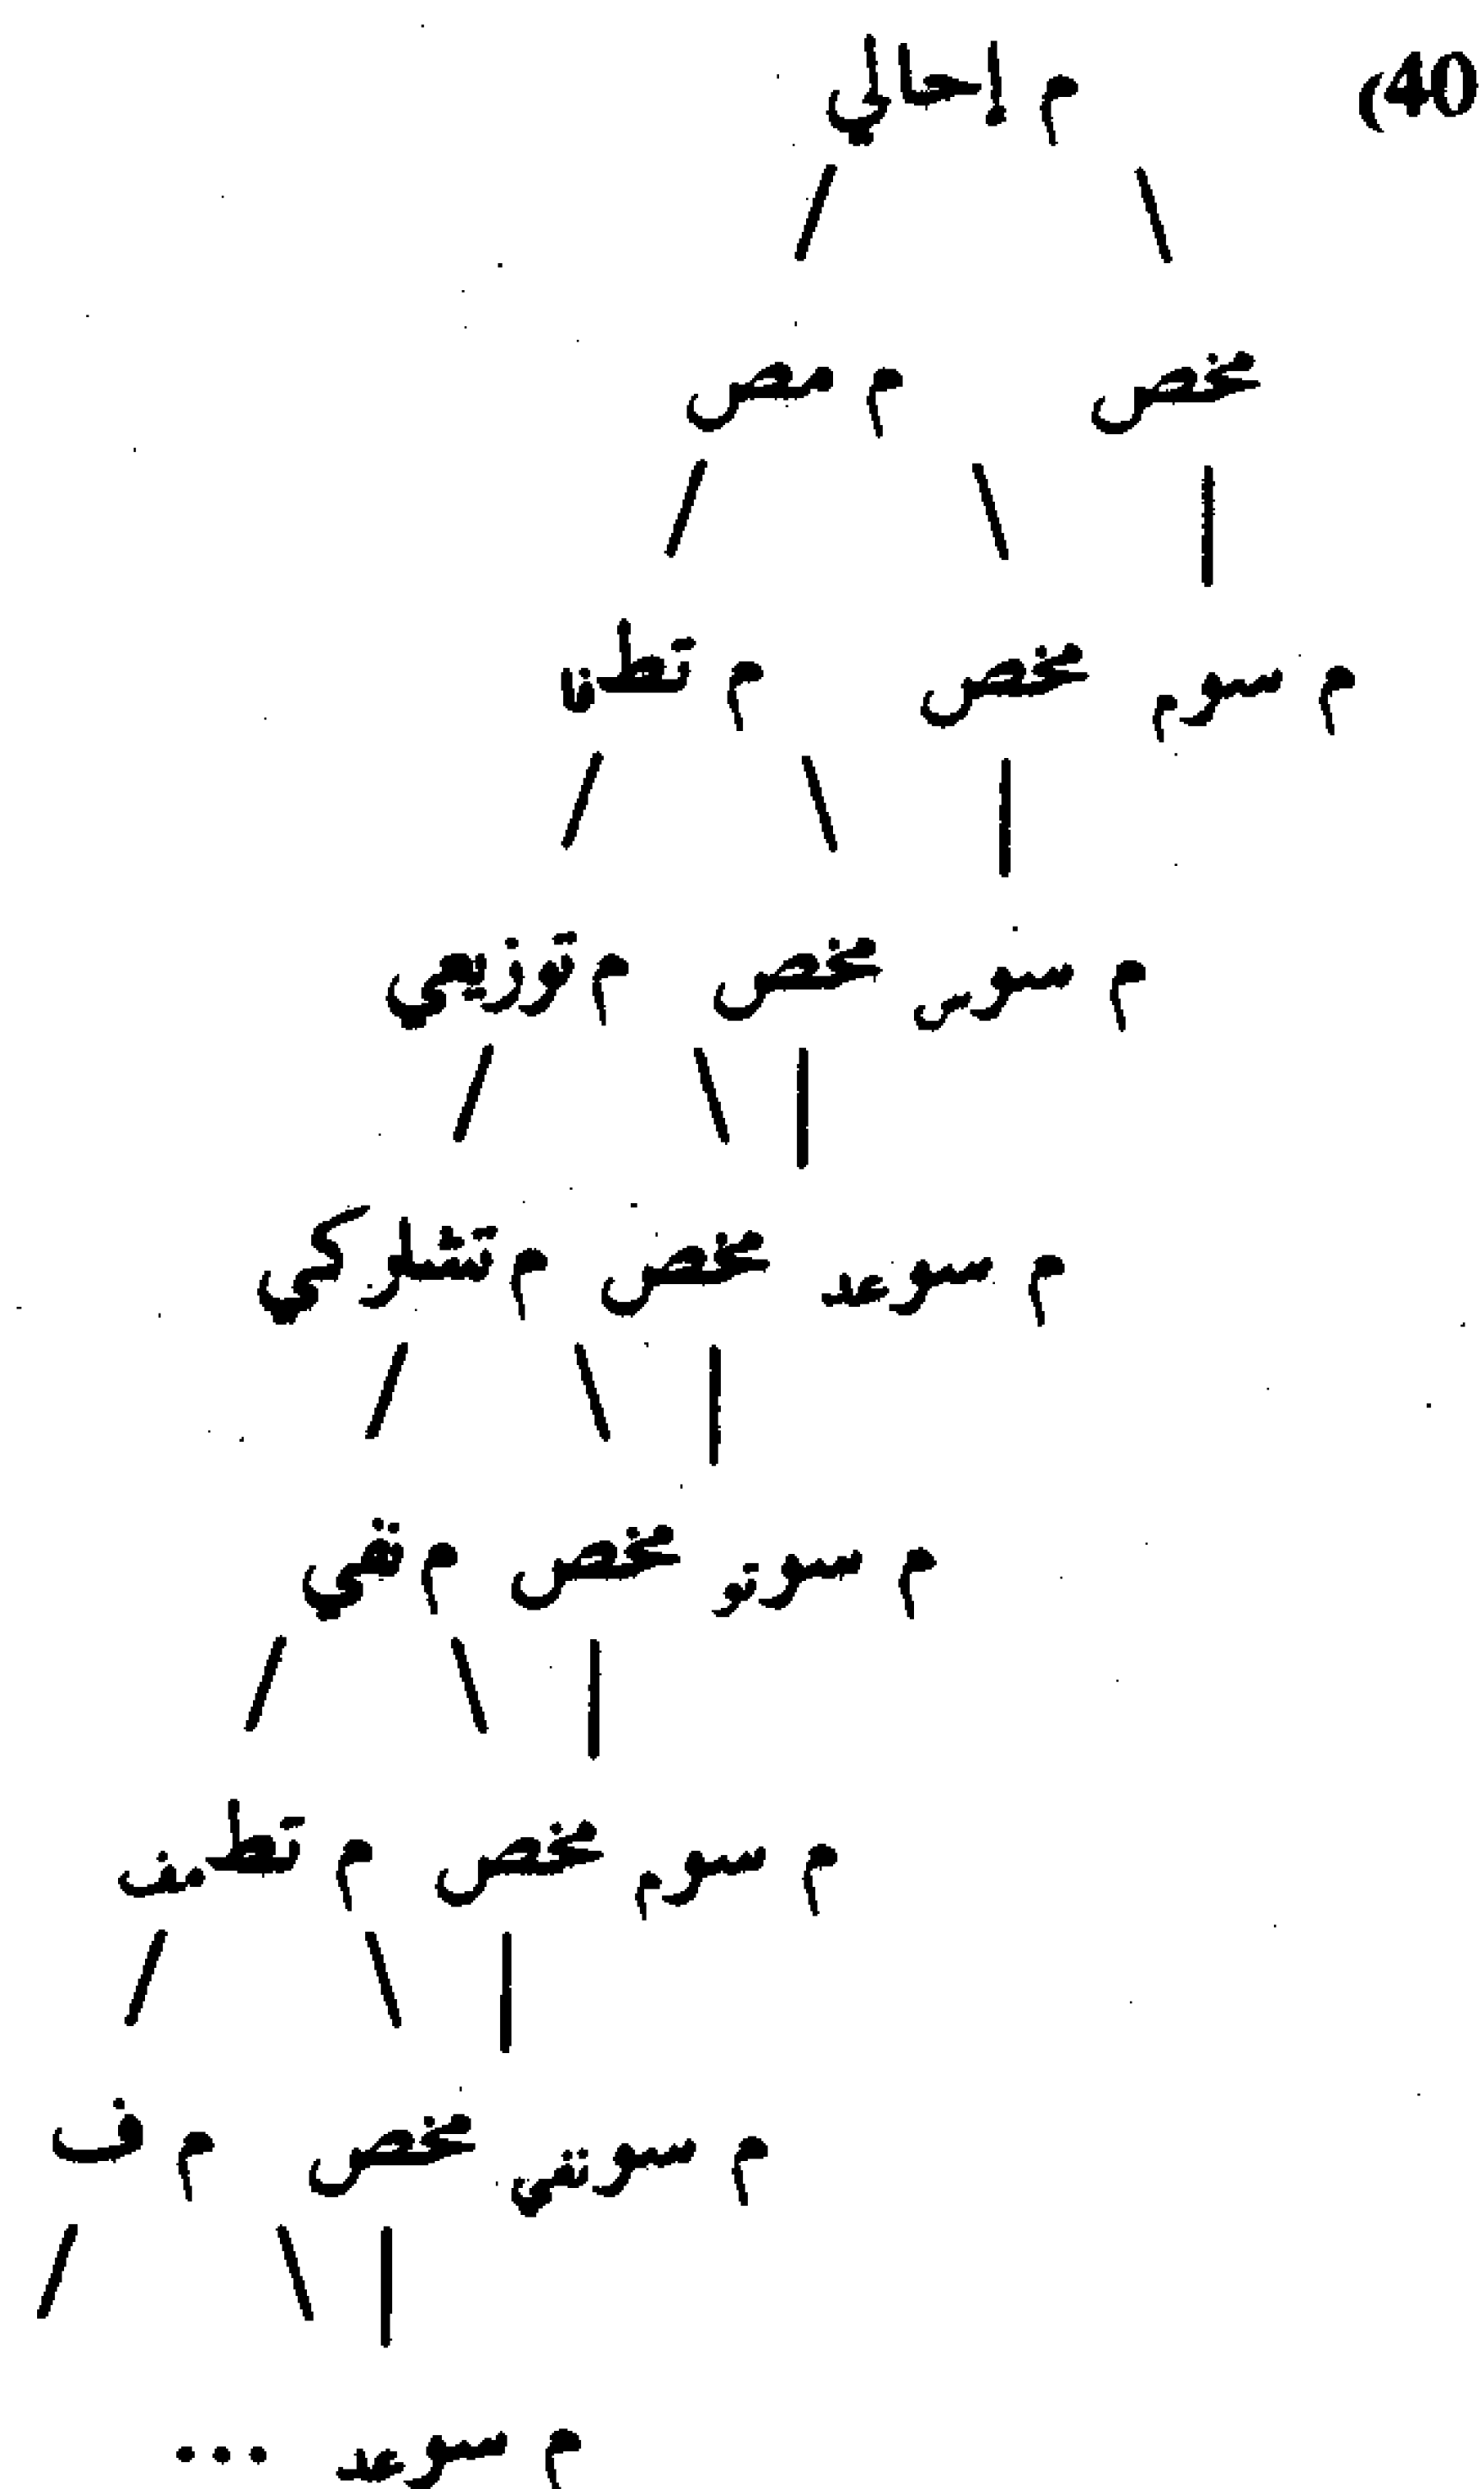 40) م إحالي
مخص م مص
م سوم مخص م تطفا
م سوس مخص م توزيعي
م سوعد مخص م تشاركي
م سوتو مخص م نفي
م سوم مخص م تطمف
م سونفي مخص م ف
م سوعد ...